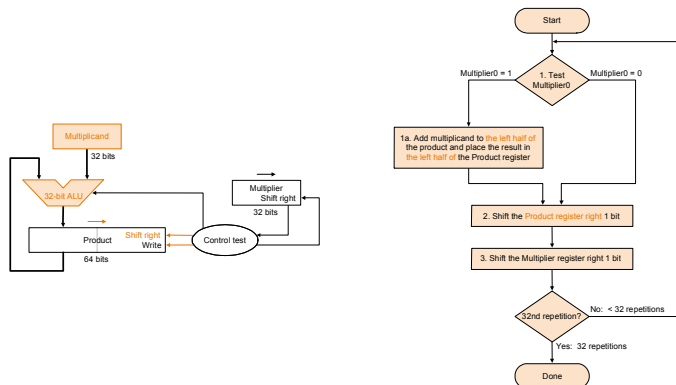 Multiplicand
32 bits
32-bit ALU
Product
Shift right
Write
64 bits
Multiplier
Shift right
32 bits
Control test
Start
Multiplier0 = 1
1. Test
Multiplier0
Multiplier0 = 0
1a. Add multiplicand to the left half of
the product and place the result in
the left half of the Product register
2. Shift the Product register right 1 bit
3. Shift the Multiplier register right 1 bit
32nd repetition?
No: < 32 repetitions
Yes: 32 repetitions
Done